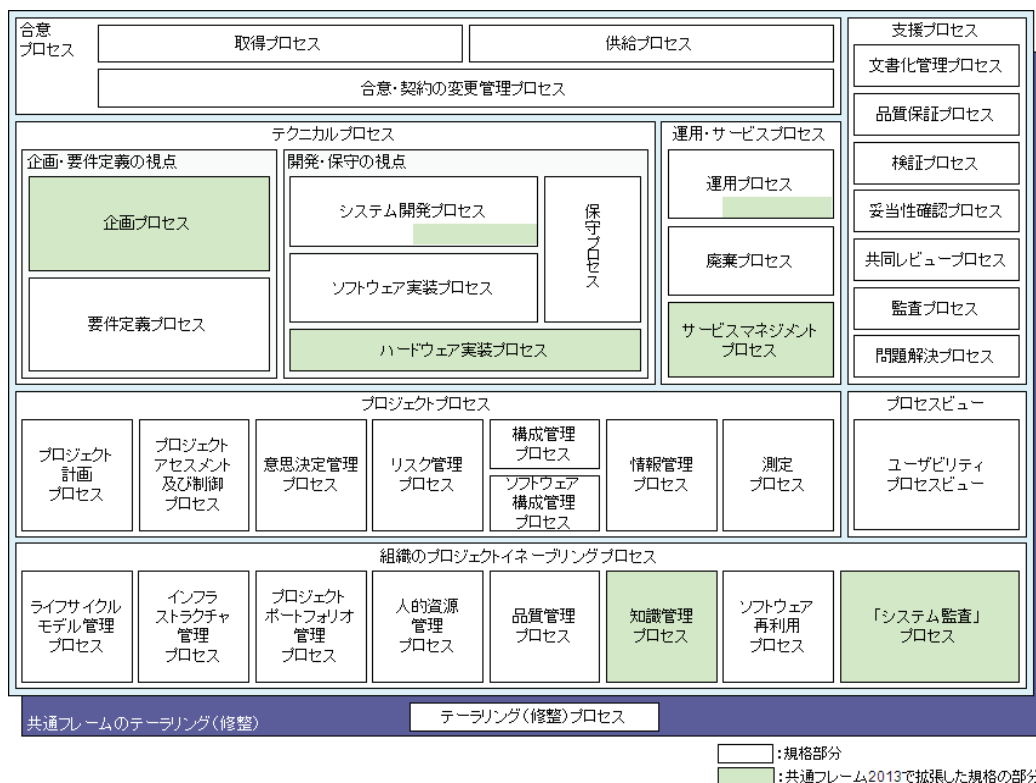 合意
プロセス
取得プロセス
供給プロセス
合意・契約の変更管理プロセス
テクニカルプロセス
企画・要件定義の視点
企画プロセス
要件定義プロセス
開発・保守の視点
システム開発プロセス
ソフトウェア実装プロセス
保守プロセス
ハードウェア実装プロセス
運用・サービスプロセス
運用プロセス
廃棄プロセス
サービスマネジメント
プロセス
支援プロセス
文書化管理プロセス
品質保証プロセス
検証プロセス
妥当性確認プロセス
共同レビュープロセス
監査プロセス
問題解決プロセス
プロジェクトプロセス
プロジェクト
計画
プロセス
プロジェクト
アセスメント
及び制御
プロセス
意思決定管理
プロセス
リスク管理
プロセス
構成管理
プロセス
ソフトウェア
構成管理
プロセス
情報管理
プロセス
測定
プロセス
プロセスビュー
ユーザビリティ
プロセスビュー
組織のプロジェクトイネーブリングプロセス
ライフサイクル
モデル管理
プロセス
インフラ
ストラクチャ
管理
プロセス
プロジェクト
ポートフォリオ
管理
プロセス
人的資源
管理
プロセス
品質管理
プロセス
知識管理
プロセス
ソフトウェア
再利用
プロセス
「システム監査」
プロセス
共通フレームのテーラリング(修整)
テーラリング(修整)プロセス
:規格部分
:共通フレーム2013で拡張した規格の部分